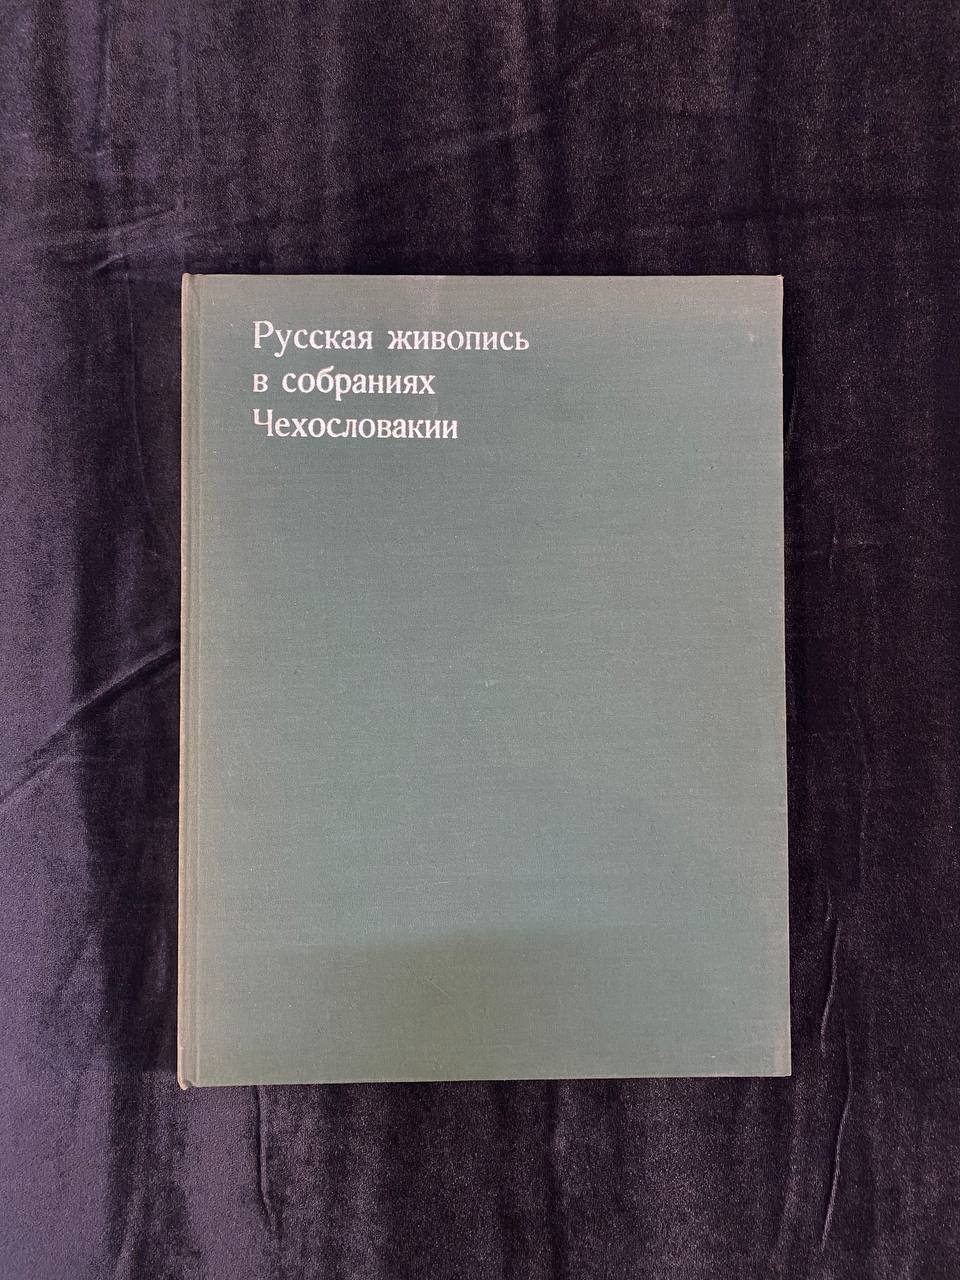 Русская живопись
в собраниях
Чехословакии